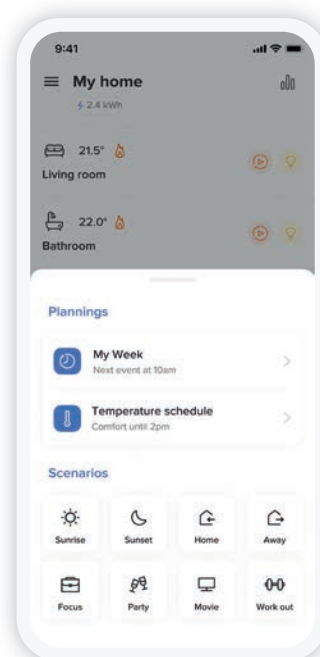 9:41
My home
2.4 kWh
21.5°
Living room
22.0°
Bathroom
Plannings
My Week
Next event at 10am
Temperature schedule
Comfort until 2pm
Scenarios
Sunrise Sunset Home Away
Focus Party Movie Work out